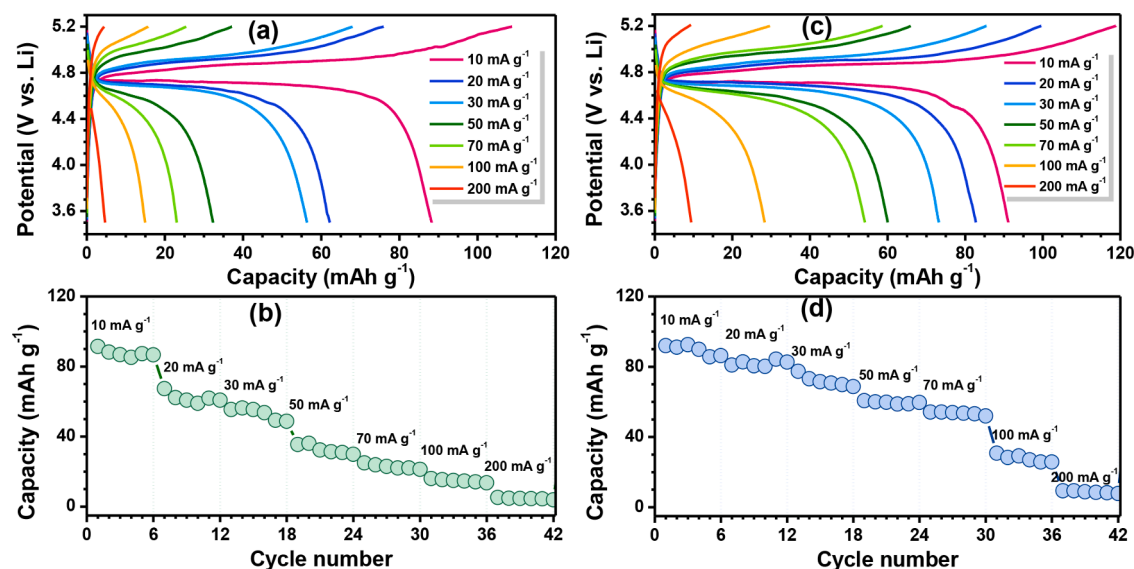 (a)
Potential (V vs. Li)
5.2
4.8
4.4
4.0
3.6
10 mA g⁻¹
20 mA g⁻¹
30 mA g⁻¹
50 mA g⁻¹
70 mA g⁻¹
100 mA g⁻¹
200 mA g⁻¹
0 20 40 60 80 100 120
Capacity (mAh g⁻¹)
(c)
Potential (V vs. Li)
5.2
4.8
4.4
4.0
3.6
10 mA g⁻¹
20 mA g⁻¹
30 mA g⁻¹
50 mA g⁻¹
70 mA g⁻¹
100 mA g⁻¹
200 mA g⁻¹
0 20 40 60 80 100 120
Capacity (mAh g⁻¹)
(b)
Capacity (mAh g⁻¹)
120
80
40
0
10 mA g⁻¹
20 mA g⁻¹
30 mA g⁻¹
50 mA g⁻¹
70 mA g⁻¹
100 mA g⁻¹
200 mA g⁻¹
0 6 12 18 24 30 36 42
Cycle number
(d)
Capacity (mAh g⁻¹)
120
80
40
0
10 mA g⁻¹
20 mA g⁻¹
30 mA g⁻¹
50 mA g⁻¹
70 mA g⁻¹
100 mA g⁻¹
200 mA g⁻¹
0 6 12 18 24 30 36 42
Cycle number